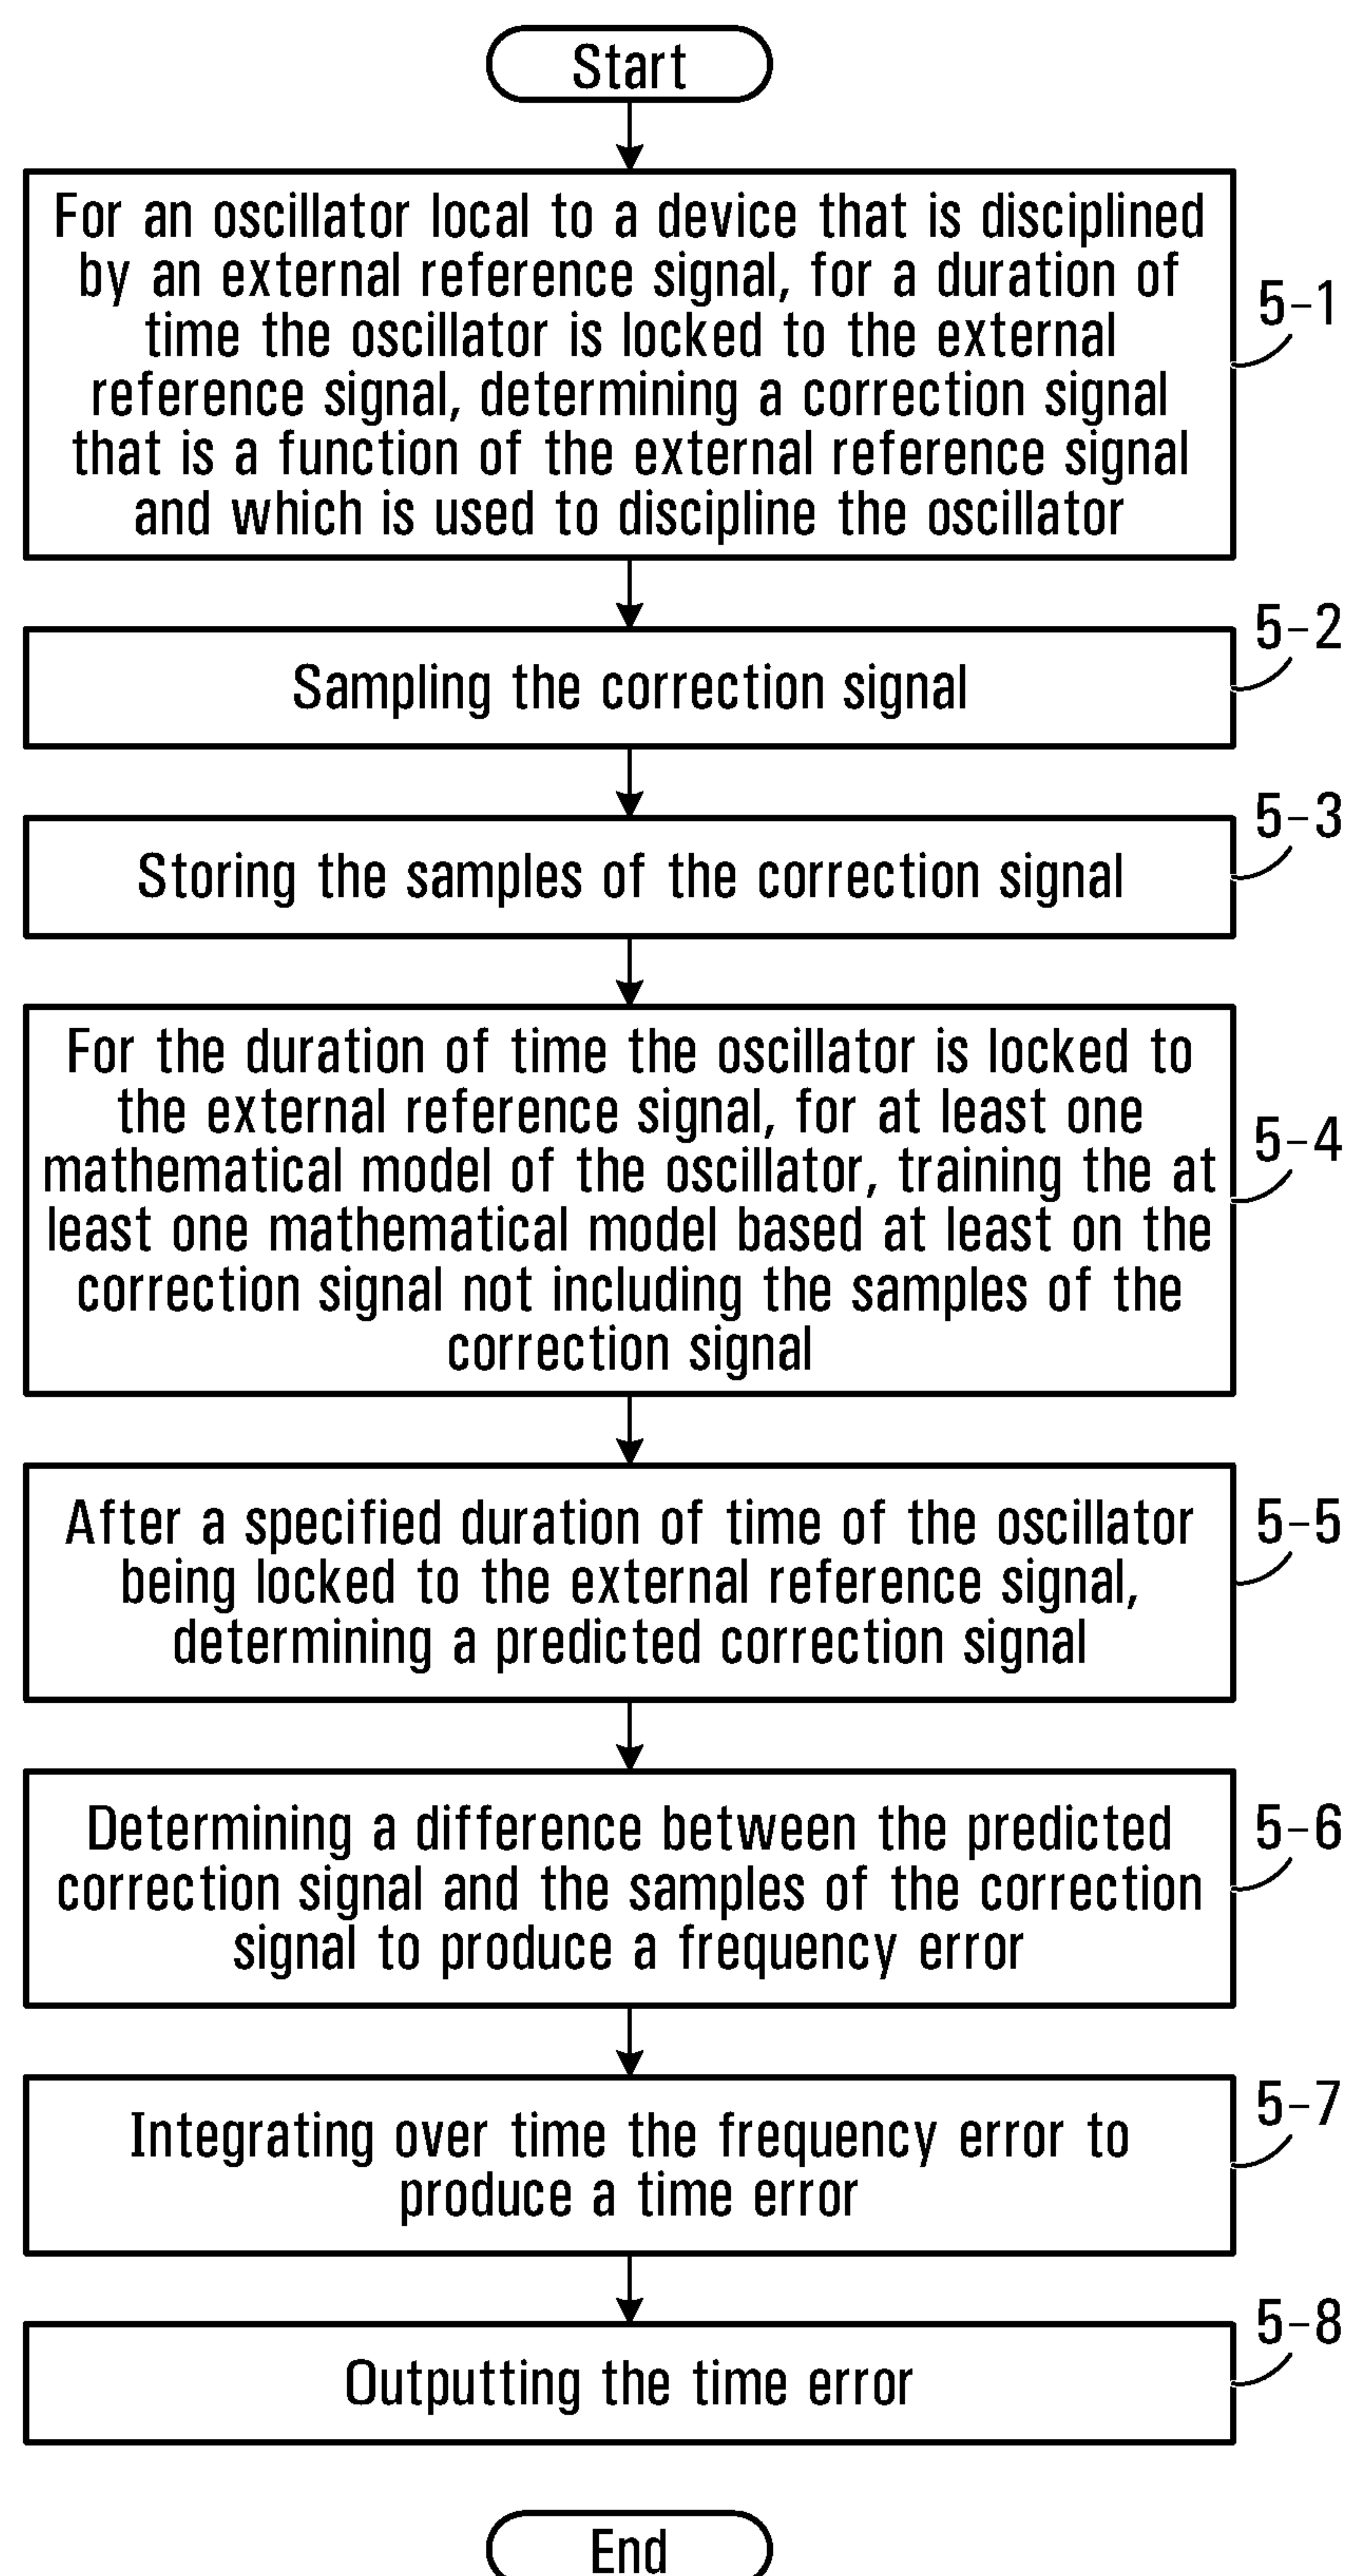 Start
For an oscillator local to a device that is disciplined
by an external reference signal, for a duration of
time the oscillator is locked to the external
reference signal, determining a correction signal
that is a function of the external reference signal
and which is used to discipline the oscillator
5-1
Sampling the correction signal
5-2
Storing the samples of the correction signal
5-3
For the duration of time the oscillator is locked to
the external reference signal, for at least one
mathematical model of the oscillator, training the at
least one mathematical model based at least on the
correction signal not including the samples of the
correction signal
5-4
After a specified duration of time of the oscillator
being locked to the external reference signal,
determining a predicted correction signal
5-5
Determining a difference between the predicted
correction signal and the samples of the correction
signal to produce a frequency error
5-6
Integrating over time the frequency error to
produce a time error
5-7
Outputting the time error
5-8
End